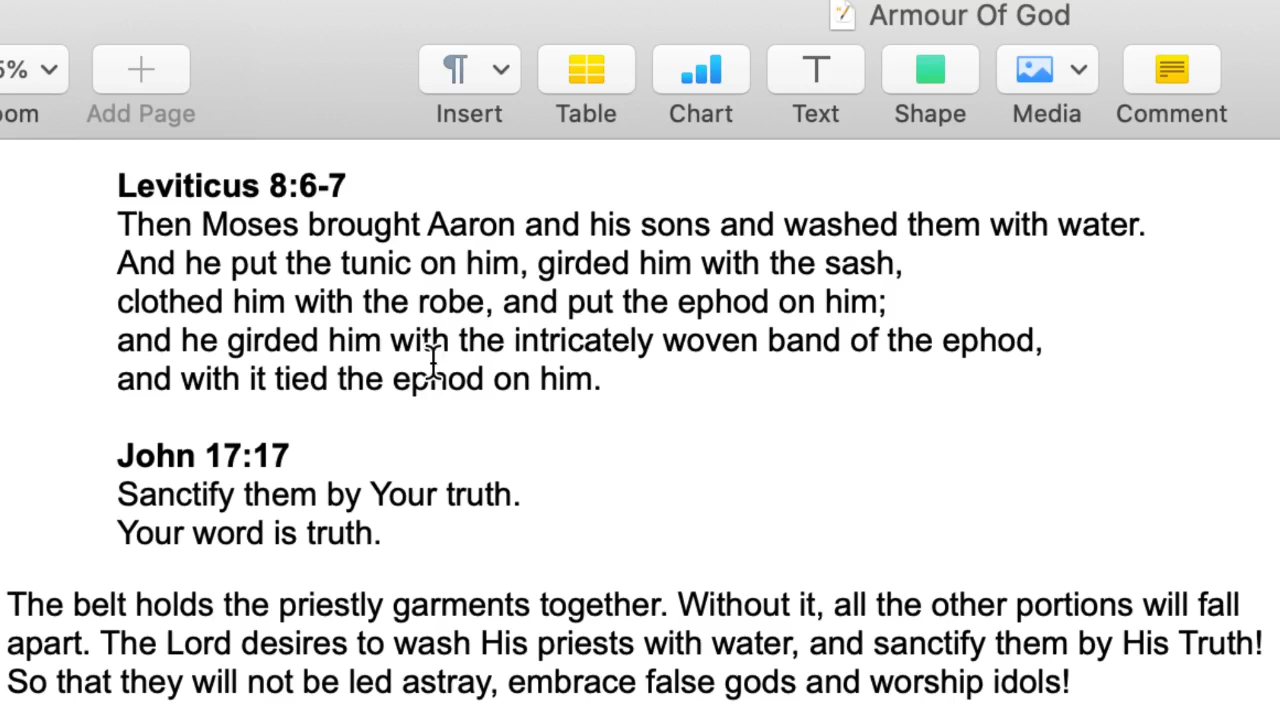 Armour Of God
5%
oom
Add Page
Insert
Table
Chart
Text
Shape
Media
Comment
Leviticus 8:6-7
Then Moses brought Aaron and his sons and washed them with water.
And he put the tunic on him, girded him with the sash,
clothed him with the robe, and put the ephod on him;
and he girded him with the intricately woven band of the ephod,
and with it tied the ephod on him.
John 17:17
Sanctify them by Your truth.
Your word is truth.
The belt holds the priestly garments together. Without it, all the other portions will fall
apart. The Lord desires to wash His priests with water, and sanctify them by His Truth!
So that they will not be led astray, embrace false gods and worship idols!